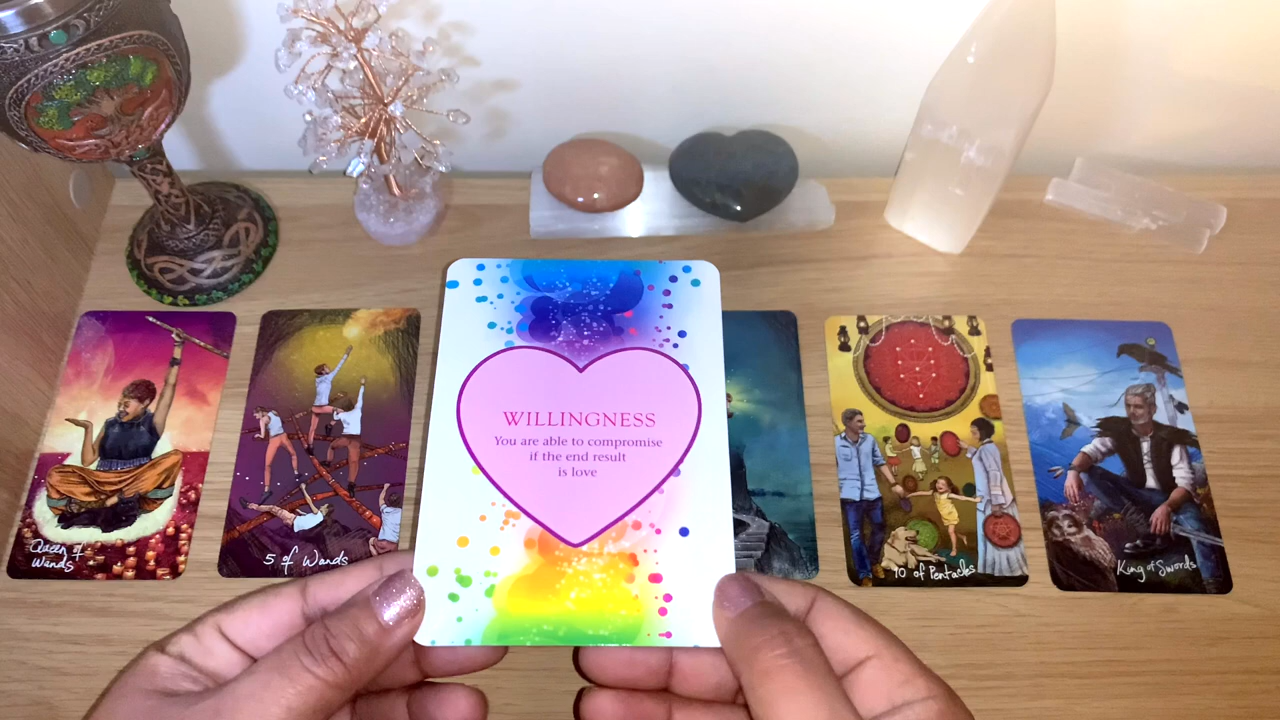 WILLINGNESS
You are able to compromise
if the end result
is love
Queen of
Wands
5 of Wands
10 of Pentacles
King of Swords